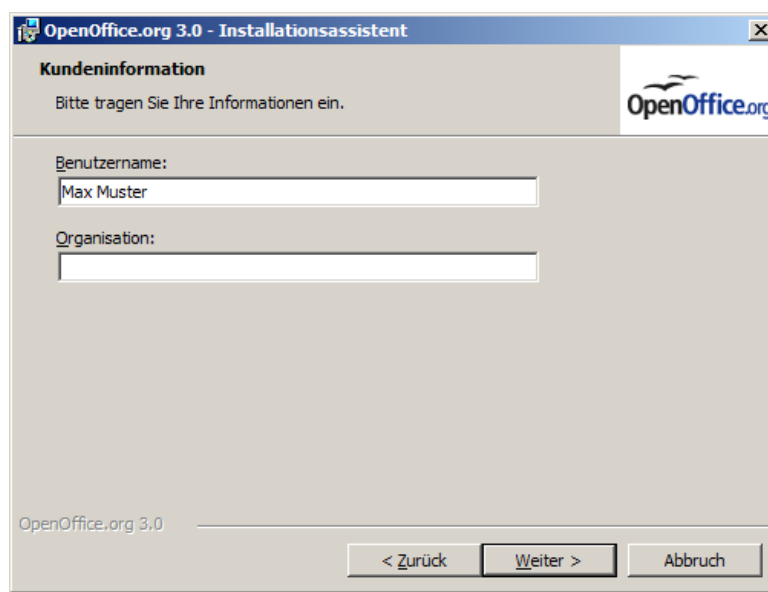 OpenOffice.org 3.0 - Installationsassistent
Kundeninformation
Bitte tragen Sie Ihre Informationen ein.
OpenOffice.org
Benutzername:
Max Muster
Organisation:
OpenOffice.org 3.0
< Zurück
Weiter >
Abbruch